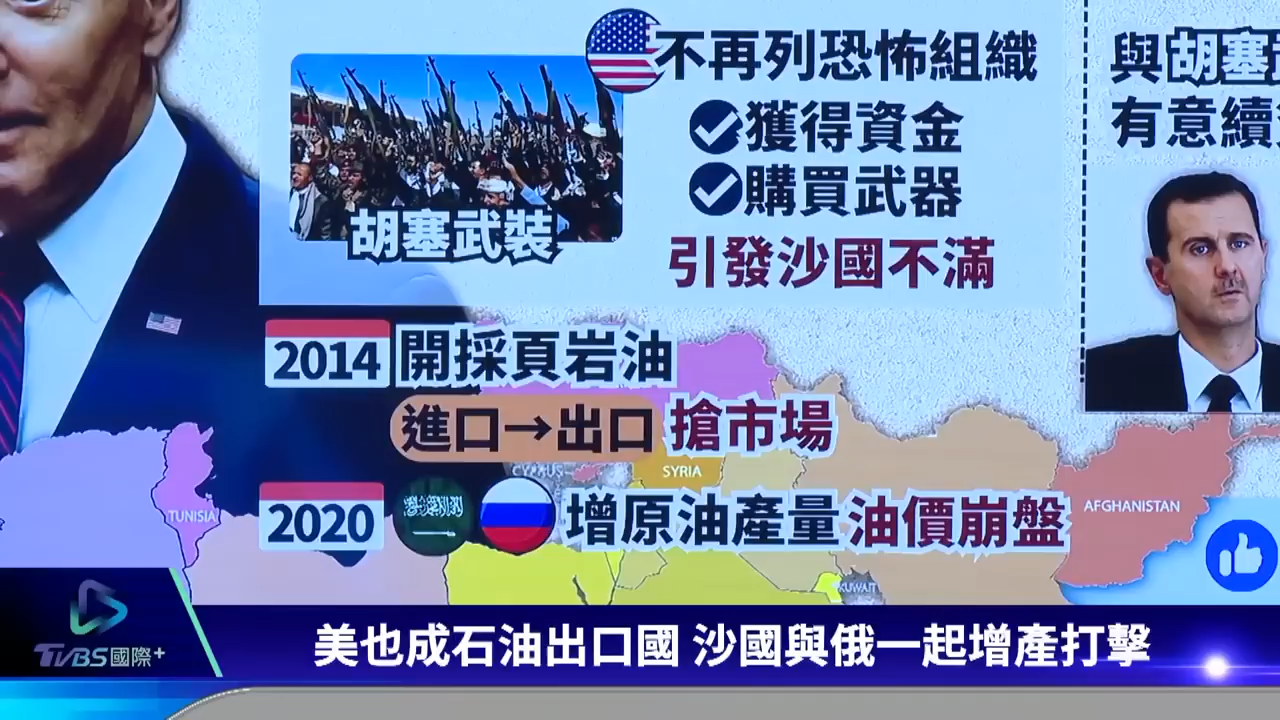 不再列恐怖組織
獲得資金
購買武器
引發沙國不滿
胡塞武裝
與胡塞
有意續
2014 開採頁岩油
進口→出口 搶市場
CYPRUS
SYRIA
TUNISIA
AFGHANISTAN
2020 增原油產量 油價崩盤
KUWAIT
美也成石油出口國 沙國與俄一起增產打擊
TVBS國際+